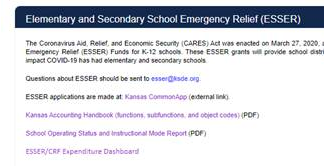 Elementary and Secondary School Emergency Relief (ESSER)
The Coronavirus Aid, Relief, and Economic Security (CARES) Act was enacted on March 27, 2020, a
Emergency Relief (ESSER) Funds for K-12 schools. These ESSER grants will provide school distri
impact COVID-19 has had elementary and secondary schools.
Questions about ESSER should be sent to esser@ksde.org.
ESSER applications are made at: Kansas CommonApp (external link).
Kansas Accounting Handbook (functions, subfunctions, and object codes) (PDF)
School Operating Status and Instructional Mode Report (PDF)
ESSER/CRF Expenditure Dashboard